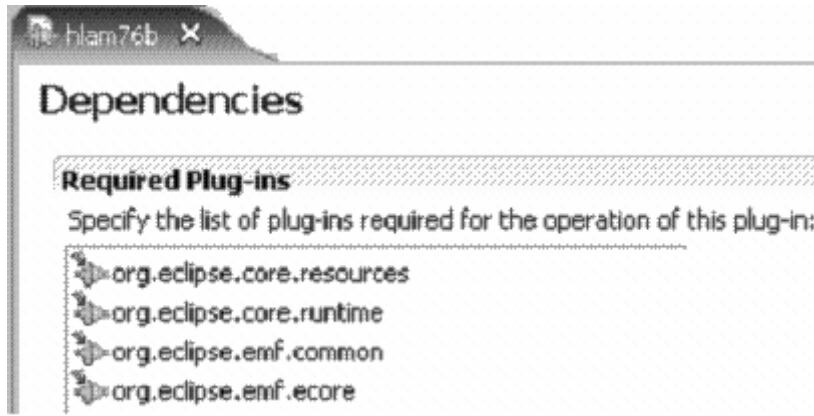 hlam76b
Dependencies
Required Plug-ins
Specify the list of plug-ins required for the operation of this plug-in:
org.eclipse.core.resources
org.eclipse.core.runtime
org.eclipse.emf.common
org.eclipse.emf.ecore